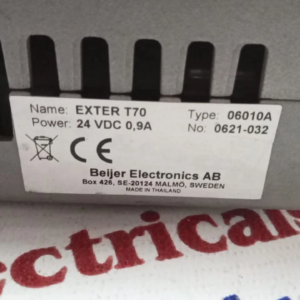 Name: EXTER T70 Type: 06010A
Power: 24 VDC 0,9A No: 0621-032
CE
Beijer Electronics AB
Box 426, SE-20124 MALMÖ, SWEDEN
MADE IN THAILAND
ectricals